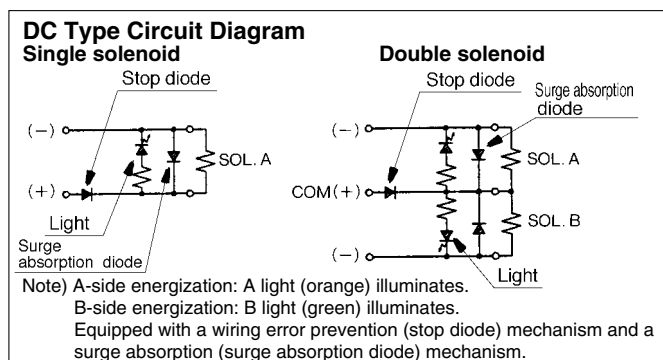 DC Type Circuit Diagram
Single solenoid
Stop diode
(−)
SOL. A
(+)
Light
Surge
absorption diode
Double solenoid
Stop diode
Surge absorption
diode
(−)
SOL. A
COM(+)
SOL. B
(−)
Light
Note) A-side energization: A light (orange) illuminates.
B-side energization: B light (green) illuminates.
Equipped with a wiring error prevention (stop diode) mechanism and a
surge absorption (surge absorption diode) mechanism.